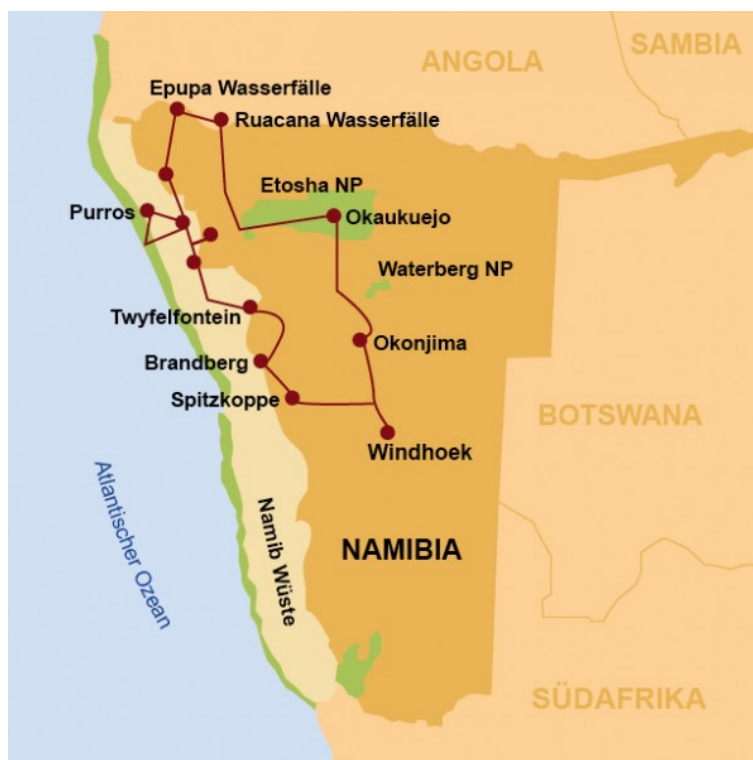 SAMBIA
ANGOLA
Epupa Wasserfälle
Ruacana Wasserfälle
Etosha NP
Purros
Okaukuejo
Waterberg NP
Twyfelfontein
Okonjima
Brandberg
Spitzkoppe
BOTSWANA
Windhoek
Atlantischer Ozean
Namib Wüste
NAMIBIA
SÜDAFRIKA